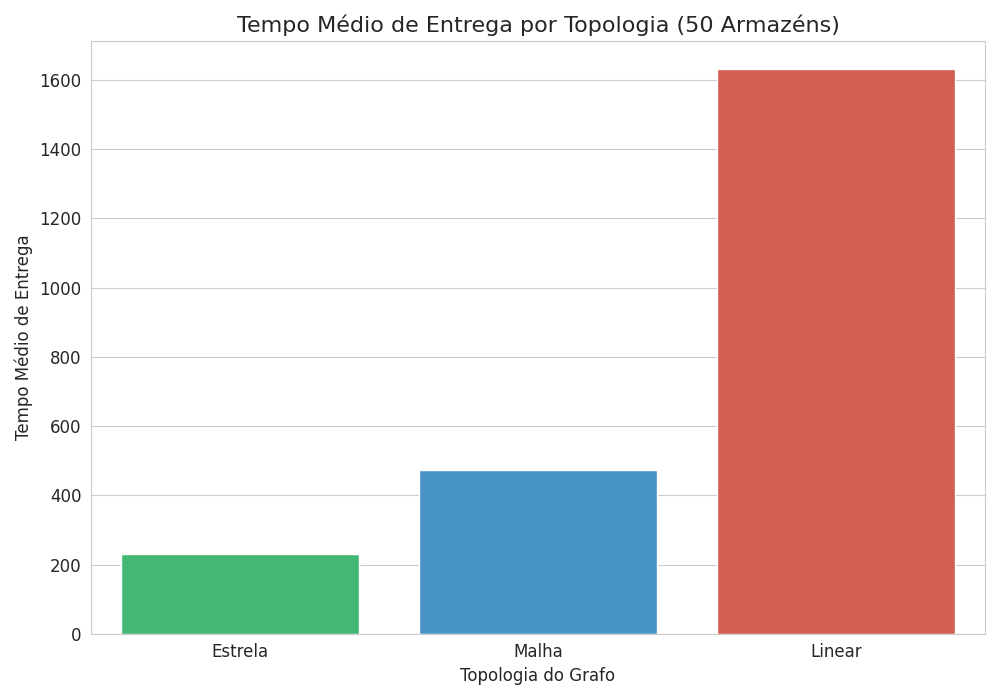 Tempo Médio de Entrega por Topologia (50 Armazéns)
Tempo Médio de Entrega
1600
1400
1200
1000
800
600
400
200
0
Estrela
Malha
Linear
Topologia do Grafo